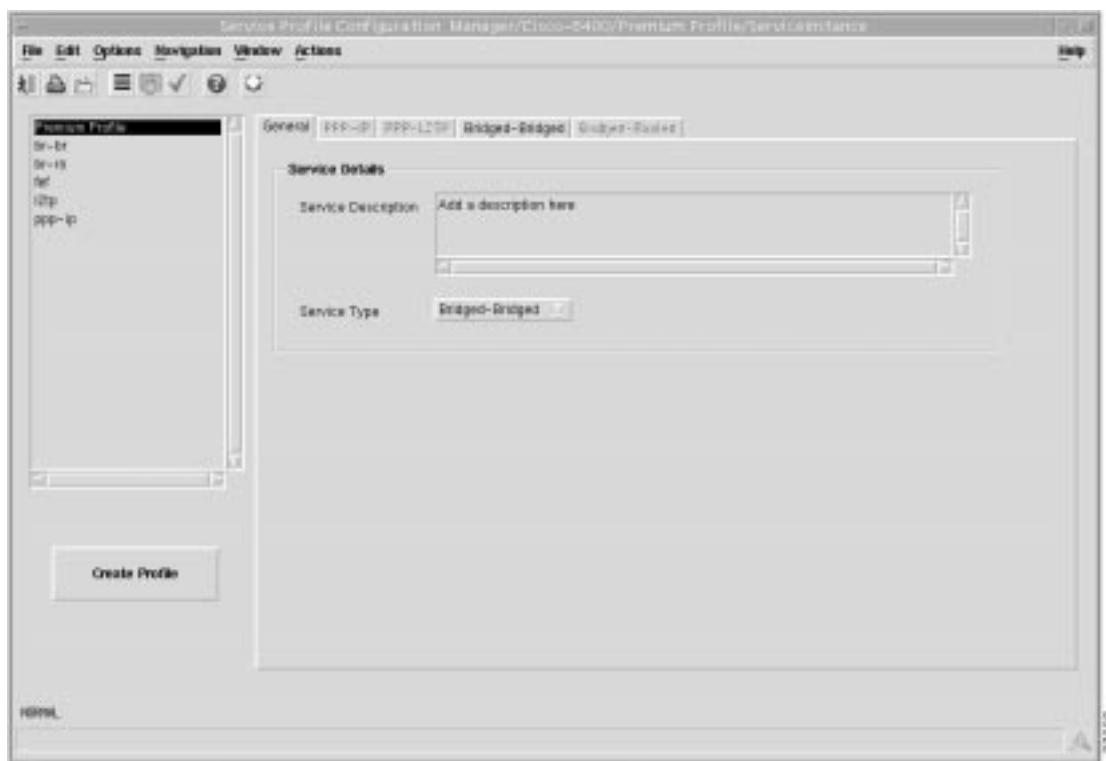 Service Profile Configuration Manager/Cisco-6400/Premium Profile/ServiceInstance
File Edit Options Navigation Window Actions Help
Premium Profile
br-br
br-rs
fef
l2tp
ppp-ip
General PPP-IP PPP-L2TP Bridged-Bridged Bridged-Routed
Service Details
Service Description Add a description here
Service Type Bridged-Bridged
Create Profile
NORMAL